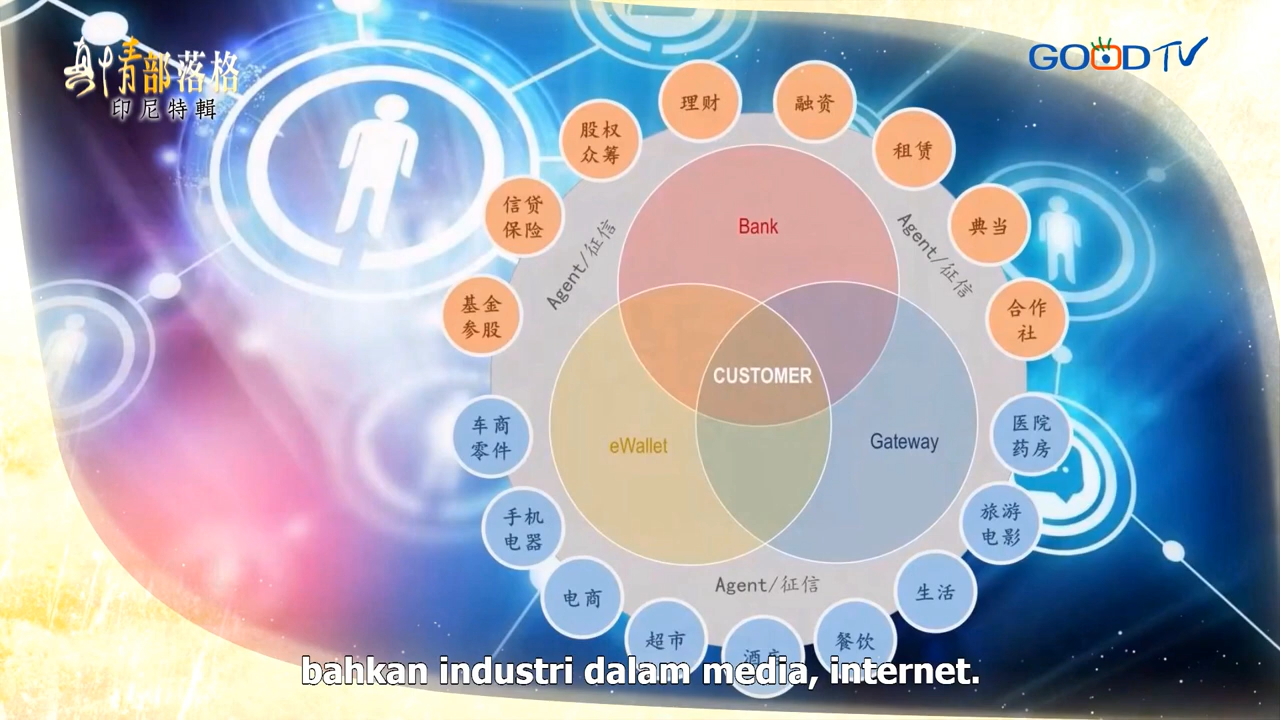 真情部落格
印尼特輯
GOODTV
理财
融资
股权
众筹
租赁
信贷
保险
典当
基金
参股
合作
社
Agent/征信
Agent/征信
Bank
CUSTOMER
eWallet
Gateway
车商
零件
医院
药房
手机
电器
旅游
电影
电商
生活
Agent/征信
超市
餐饮
酒店
bahkan industri dalam media, internet.